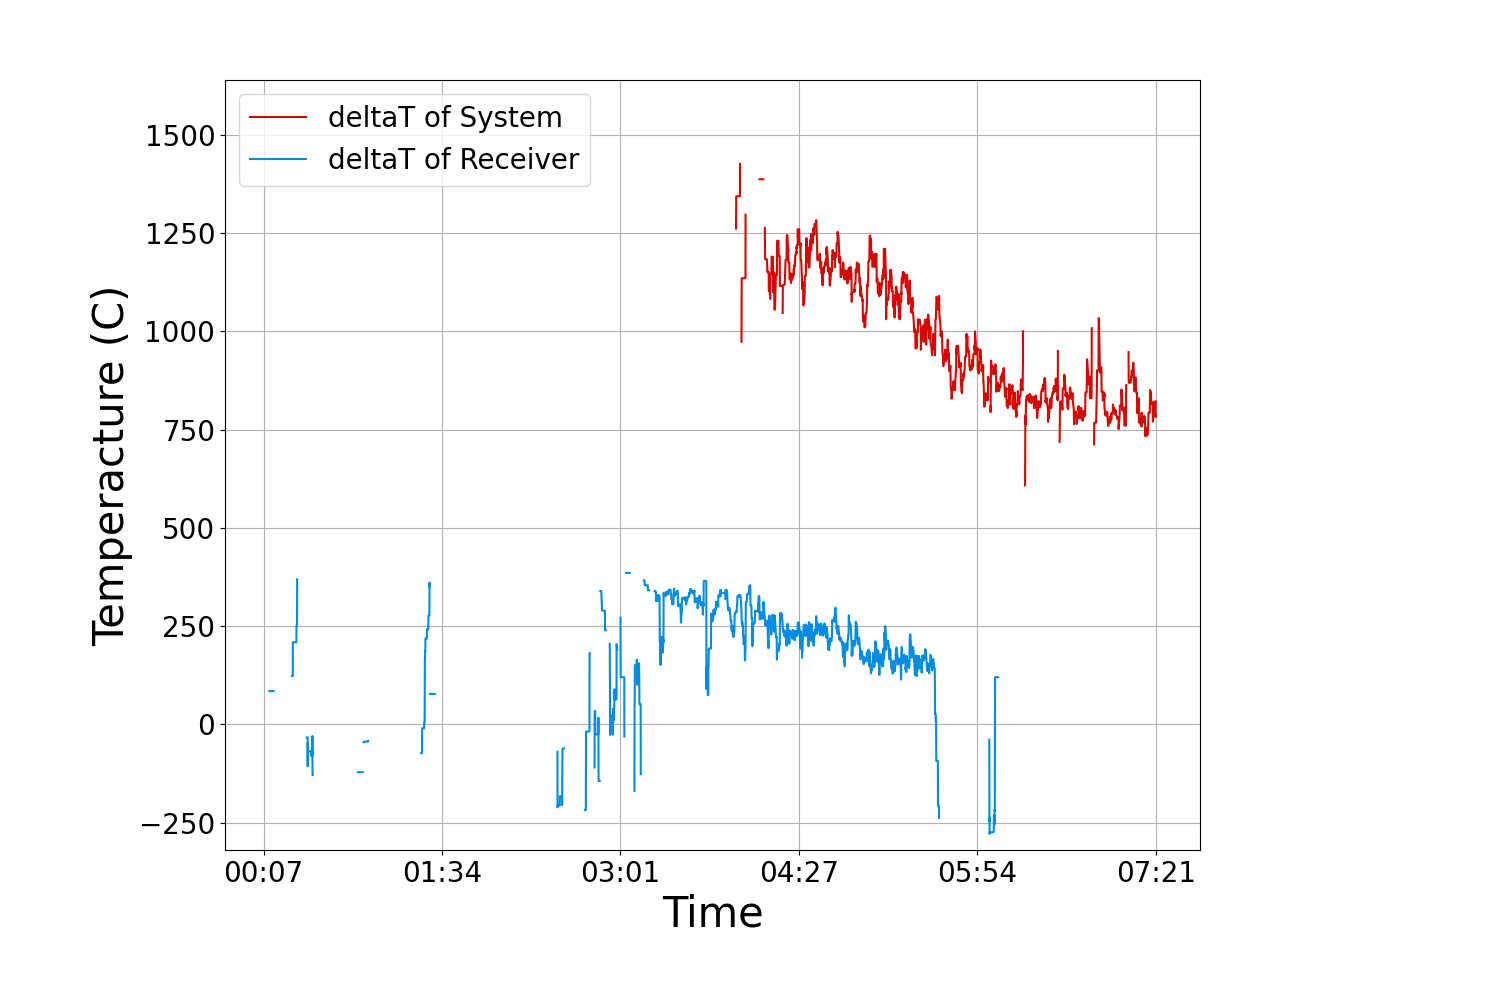 deltaT of System
deltaT of Receiver
1500
1250
1000
750
500
250
0
−250
Temperacture (C)
00:07 01:34 03:01 04:27 05:54 07:21
Time